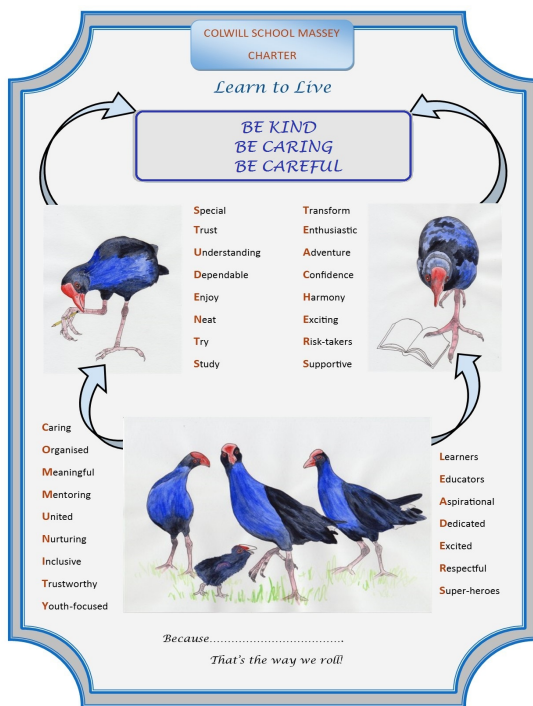 COLWILL SCHOOL MASSEY
CHARTER
Learn to Live
BE KIND
BE CARING
BE CAREFUL
Special
Trust
Understanding
Dependable
Enjoy
Neat
Try
Study
Transform
Enthusiastic
Adventure
Confidence
Harmony
Exciting
Risk-takers
Supportive
Caring
Organised
Meaningful
Mentoring
United
Nurturing
Inclusive
Trustworthy
Youth-focused
Learners
Educators
Aspirational
Dedicated
Excited
Respectful
Super-heroes
Because......................................
That's the way we roll!